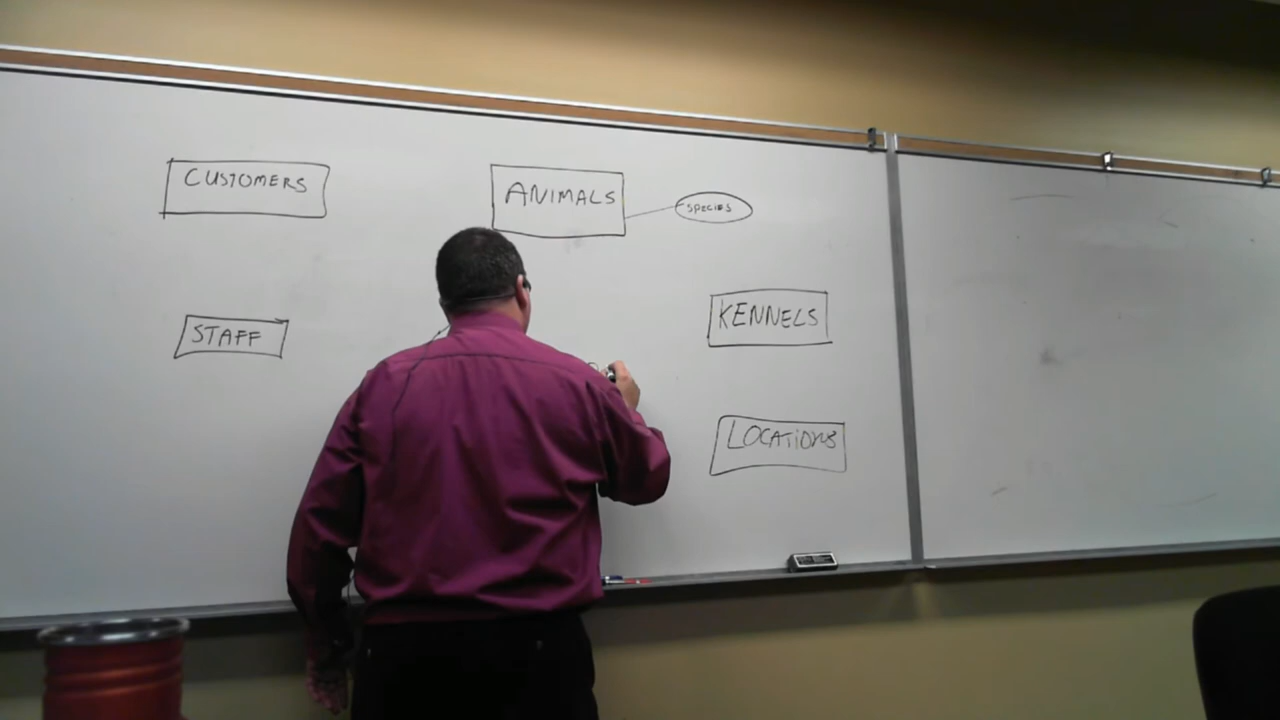 CUSTOMERS
ANIMALS
SPECIES
STAFF
KENNELS
LOCATIONS